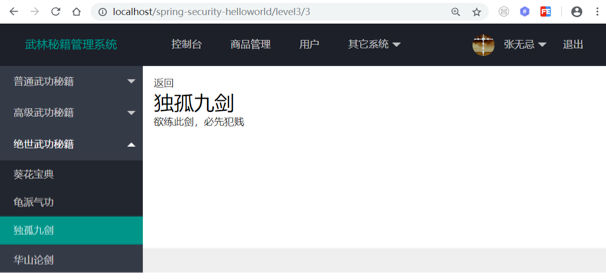 localhost/spring-security-helloworld/level3/3
武林秘籍管理系统 控制台 商品管理 用户 其它系统 张无忌 退出
普通武功秘籍
高级武功秘籍
绝世武功秘籍
葵花宝典
龟派气功
独孤九剑
华山论剑
返回
独孤九剑
欲练此剑，必先犯贱